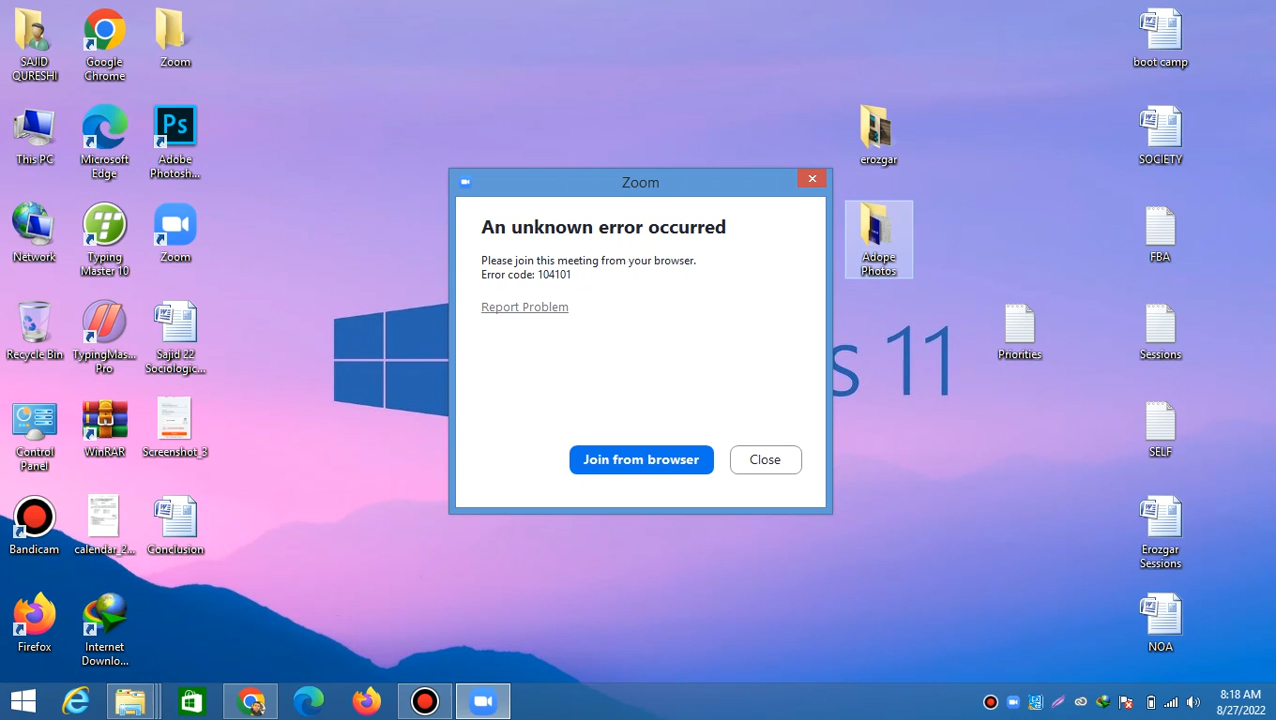 SAJID
QURESHI
Google
Chrome
Zoom
This PC
Microsoft
Edge
Ps
Adobe
Photosh...
Network
Typing
Master 10
Zoom
Recycle Bin
TypingMas...
Pro
Sajid 22
Sociologic...
Control
Panel
WinRAR
Screenshot_3
Bandicam
calendar_2...
Conclusion
Firefox
Internet
Downlo...
erozgar
Adope
Photos
Priorities
boot camp
SOCIETY
FBA
Sessions
SELF
Erozgar
Sessions
NOA
s 11
Zoom
An unknown error occurred
Please join this meeting from your browser.
Error code: 104101
Report Problem
Join from browser
Close
8:18 AM
8/27/2022